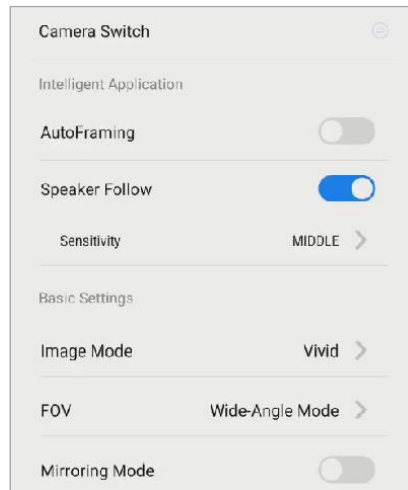 Camera Switch
Intelligent Application
AutoFraming
Speaker Follow
Sensitivity MIDDLE
Basic Settings
Image Mode Vivid
FOV Wide-Angle Mode
Mirroring Mode